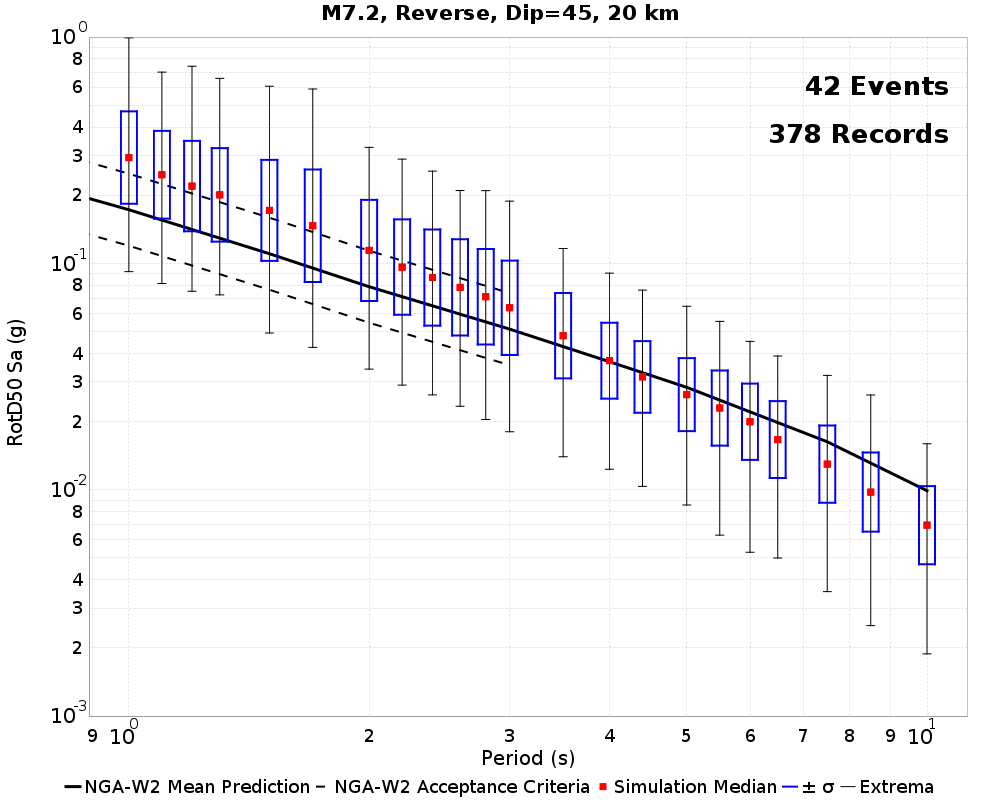 M7.2, Reverse, Dip=45, 20 km
42 Events
378 Records
RotD50 Sa (g)
10^0
8
6
4
3
2
10^-1
8
6
4
3
2
10^-2
8
6
4
3
2
10^-3
9 10^0 2 3 4 5 6 7 8 9 10^1
Period (s)
NGA-W2 Mean Prediction NGA-W2 Acceptance Criteria Simulation Median ± σ Extrema